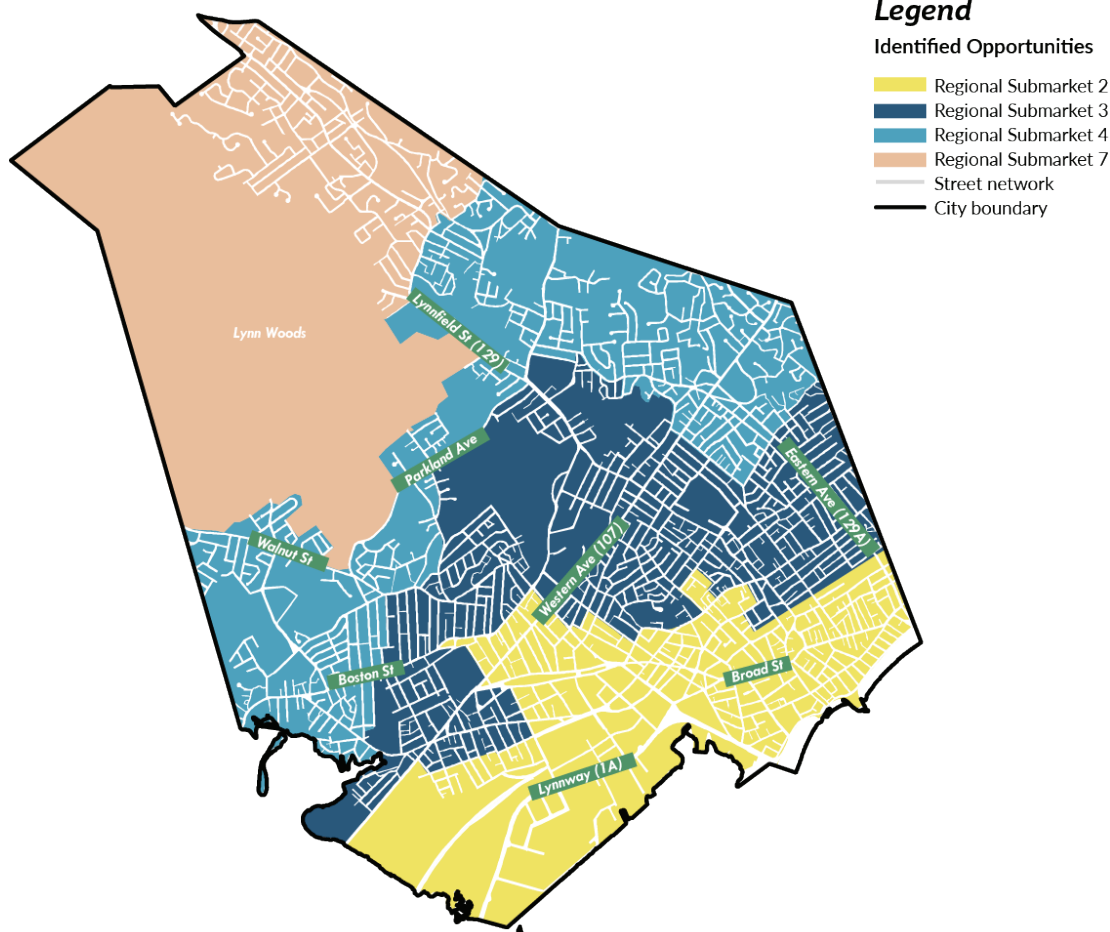 Legend
Identified Opportunities
Regional Submarket 2
Regional Submarket 3
Regional Submarket 4
Regional Submarket 7
Street network
City boundary
Lynnfield St (129)
Lynn Woods
Parkland Ave
Eastern Ave (129A)
Walnut St
Western Ave (107)
Boston St
Broad St
Lynnway (1A)